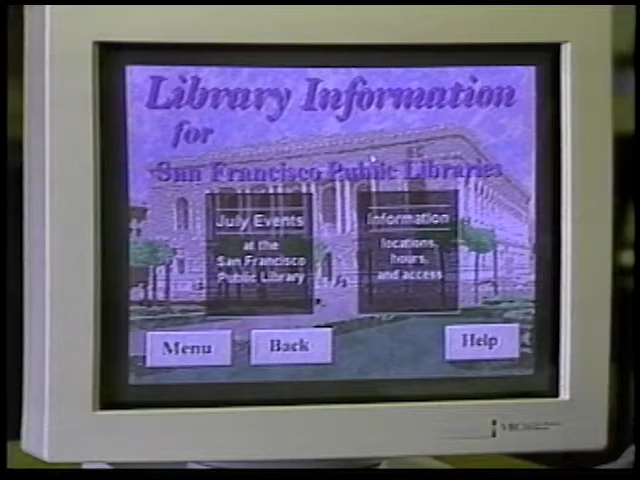 Library Information
for
San Francisco Public Libraries
July Events
at the
San Francisco
Public Library
Information
locations,
hours,
and access
Menu
Back
Help